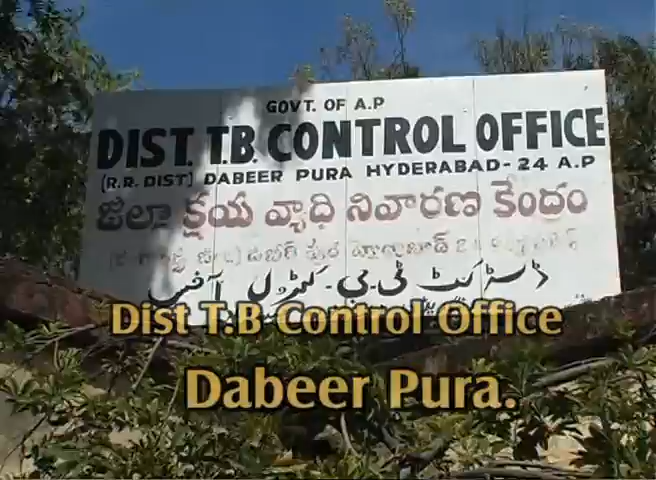 GOVT. OF A.P
DIST. T.B. CONTROL OFFICE
(R.R. DIST) DABEER PURA HYDERABAD-24 A.P
జిల్లా క్షయ వ్యాధి నివారణ కేంద్రం
ڈسٹرکٹ ٹی.بی.کنٹرول آفس
Dist T.B Control Office
Dabeer Pura.